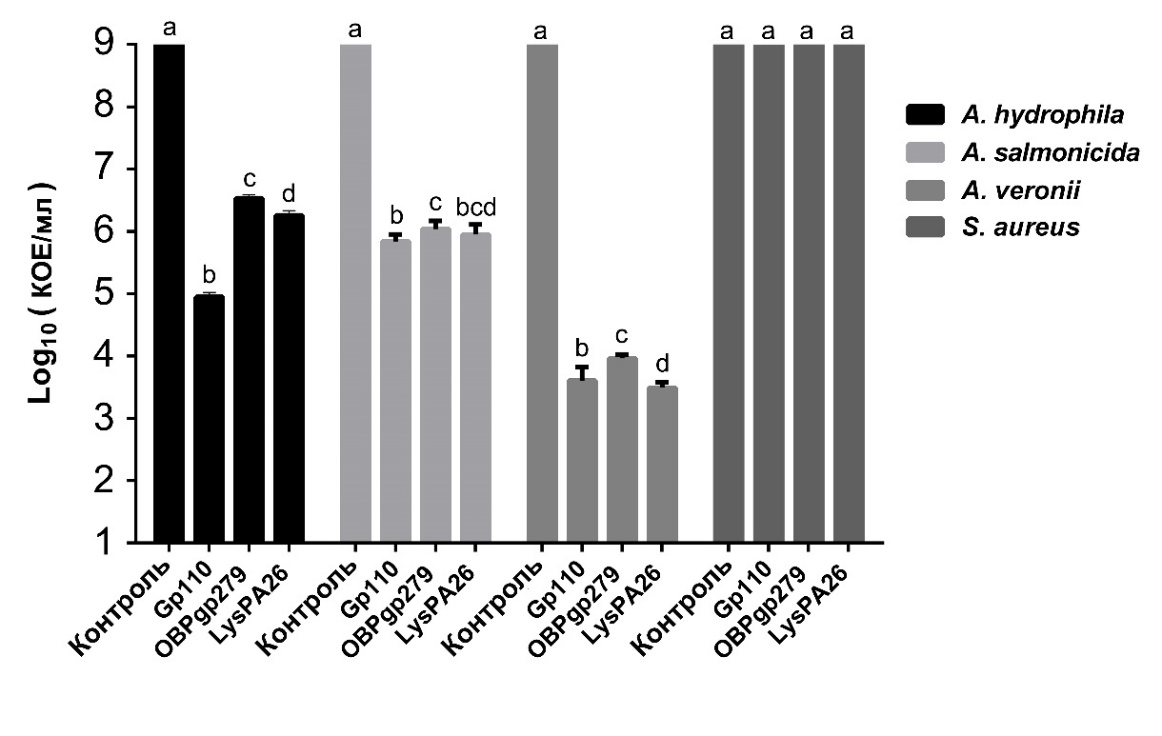 Log10 ( КОЕ/мл )
9
8
7
6
5
4
3
2
1
a
b
c
d
a
b
c
bcd
a
b
c
d
a
a
a
a
Контроль
Gp110
OBPgp279
LysPA26
Контроль
Gp110
OBPgp279
LysPA26
Контроль
Gp110
OBPgp279
LysPA26
Контроль
Gp110
OBPgp279
LysPA26
A. hydrophila
A. salmonicida
A. veronii
S. aureus